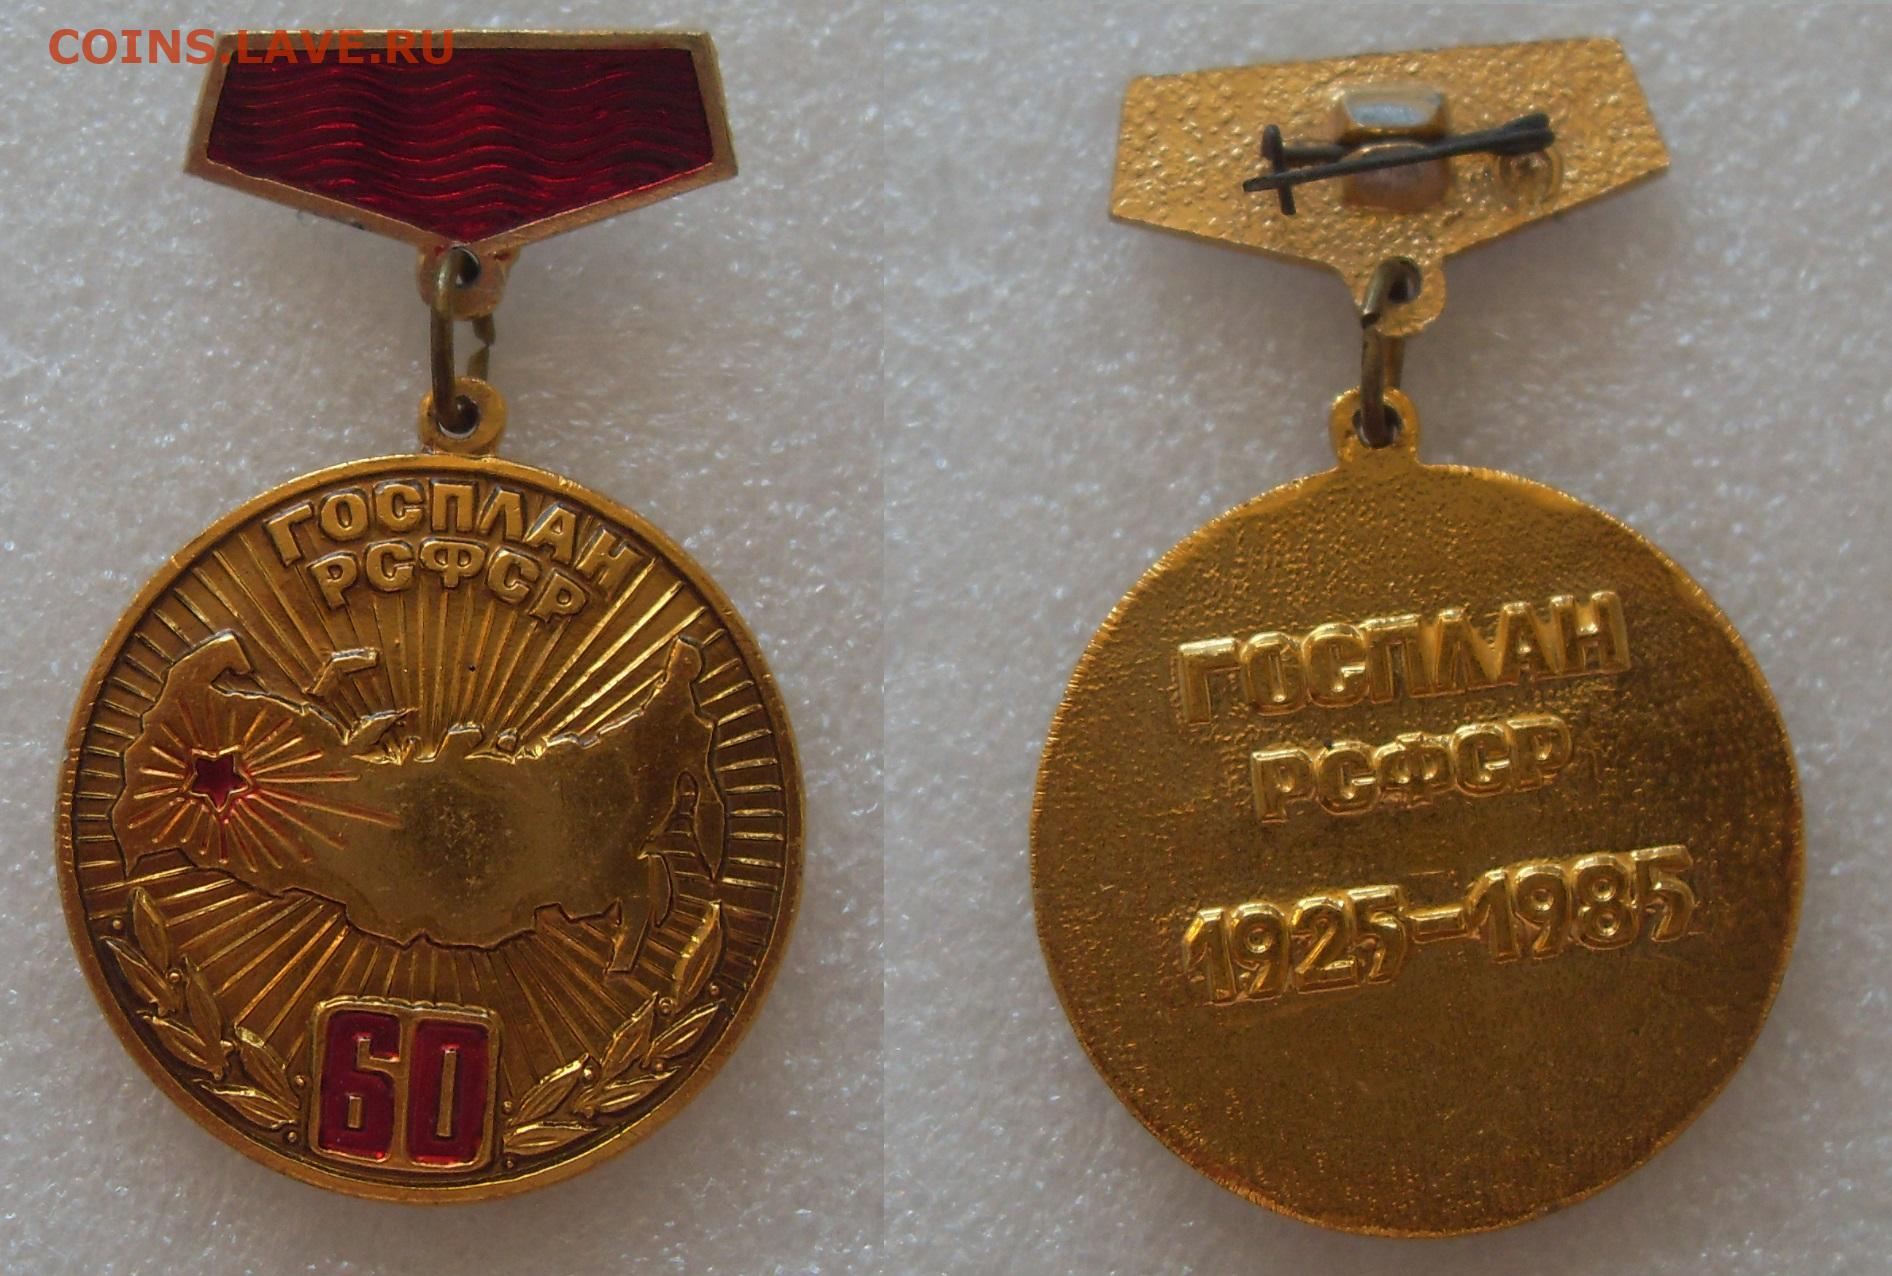 COINS.LAVE.RU
ГОСПЛАН
РСФСР
60
ГОСПЛАН
РСФСР
1925-1985